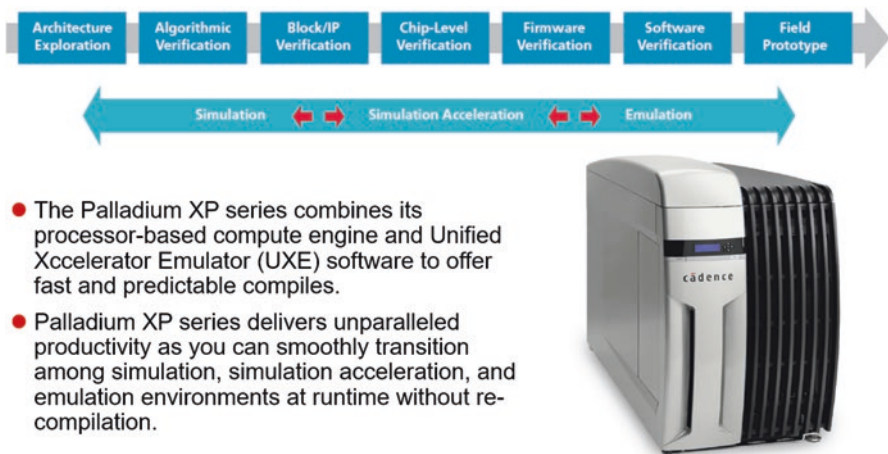 Architecture Exploration
Algorithmic Verification
Block/IP Verification
Chip-Level Verification
Firmware Verification
Software Verification
Field Prototype
Simulation
Simulation Acceleration
Emulation
The Palladium XP series combines its
processor-based compute engine and Unified
Xccelerator Emulator (UXE) software to offer
fast and predictable compiles.
Palladium XP series delivers unparalleled
productivity as you can smoothly transition
among simulation, simulation acceleration, and
emulation environments at runtime without re-
compilation.
cādence